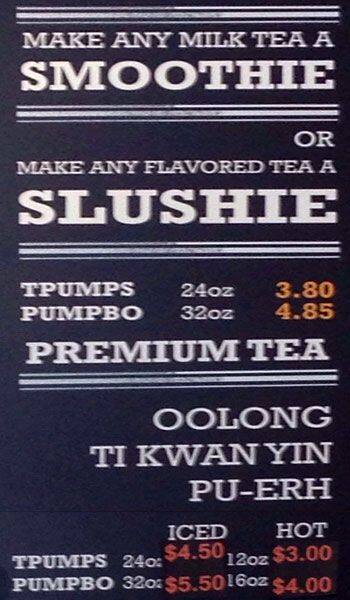 MAKE ANY MILK TEA A
SMOOTHIE
OR
MAKE ANY FLAVORED TEA A
SLUSHIE
TPUMPS 24oz 3.80
PUMPBO 32oz 4.85
PREMIUM TEA
OOLONG
TI KWAN YIN
PU-ERH
ICED HOT
TPUMPS 24oz $4.50 12oz $3.00
PUMPBO 32oz $5.50 16oz $4.00